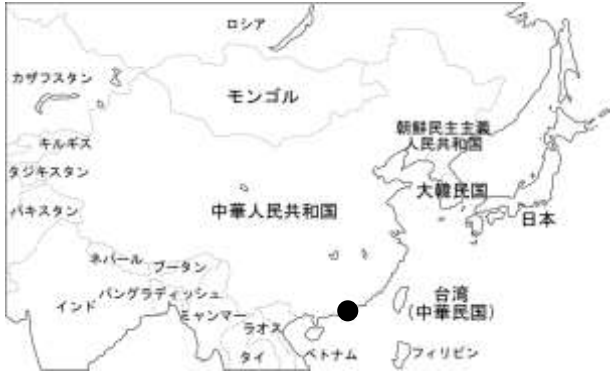 ロシア
カザフスタン
モンゴル
朝鮮民主主義
人民共和国
キルギス
タジキスタン
大韓民国
パキスタン
中華人民共和国
日本
ネパール
ブータン
バングラディッシュ
インド
ミャンマー
台湾
(中華民国)
ラオス
タイ
ベトナム
フィリピン